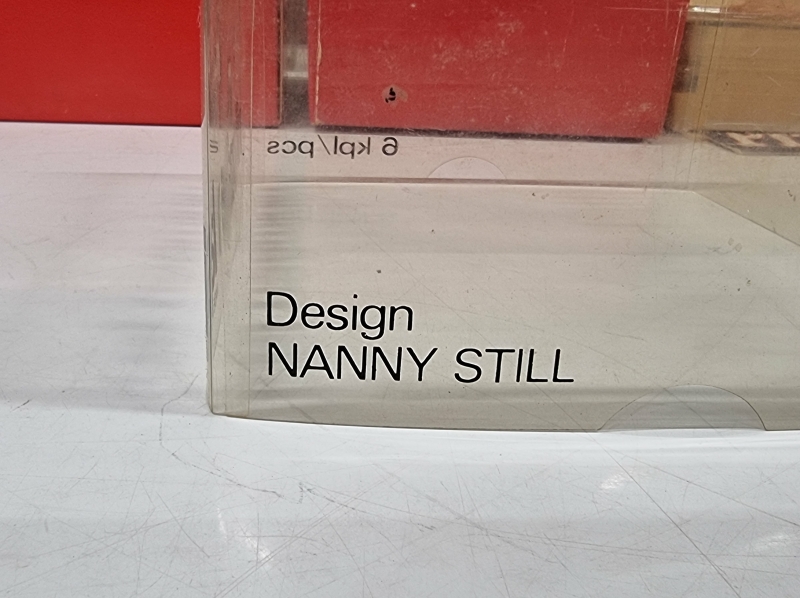 6 kpl/pcs
Design
NANNY STILL